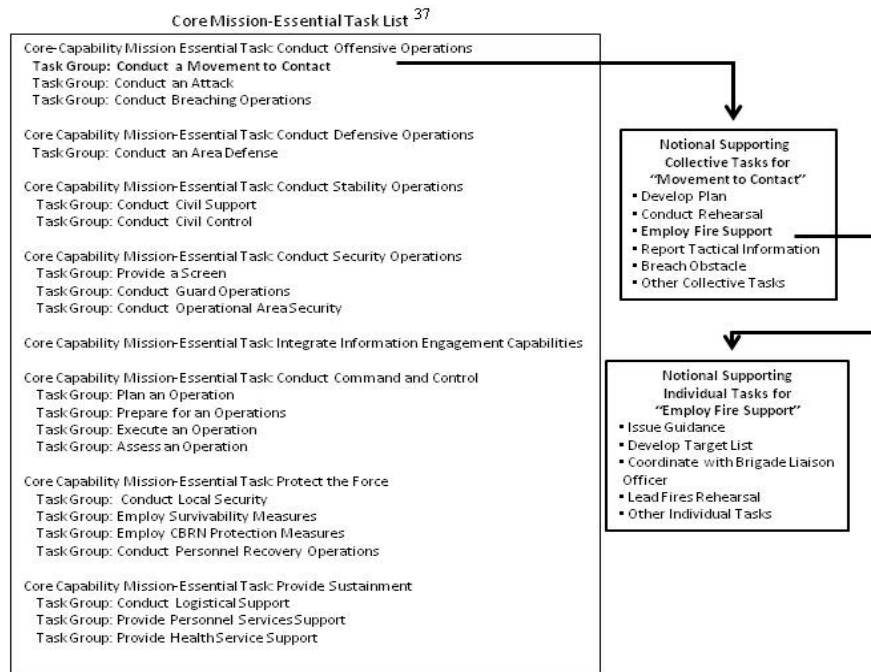 Core Mission-Essential Task List 37
Core-Capability Mission Essential Task: Conduct Offensive Operations
Task Group: Conduct a Movement to Contact
Task Group: Conduct an Attack
Task Group: Conduct Breaching Operations
Core Capability Mission-Essential Task: Conduct Defensive Operations
Task Group: Conduct an Area Defense
Core Capability Mission-Essential Task: Conduct Stability Operations
Task Group: Conduct Civil Support
Task Group: Conduct Civil Control
Core Capability Mission-Essential Task: Conduct Security Operations
Task Group: Provide a Screen
Task Group: Conduct Guard Operations
Task Group: Conduct Operational Area Security
Core Capability Mission-Essential Task: Integrate Information Engagement Capabilities
Core Capability Mission-Essential Task: Conduct Command and Control
Task Group: Plan an Operation
Task Group: Prepare for an Operations
Task Group: Execute an Operation
Task Group: Assess an Operation
Core Capability Mission-Essential Task: Protect the Force
Task Group: Conduct Local Security
Task Group: Employ Survivability Measures
Task Group: Employ CBRN Protection Measures
Task Group: Conduct Personnel Recovery Operations
Core Capability Mission-Essential Task: Provide Sustainment
Task Group: Conduct Logistical Support
Task Group: Provide Personnel Services Support
Task Group: Provide Health Service Support
Notional Supporting
Collective Tasks for
“Movement to Contact”
▪ Develop Plan
▪ Conduct Rehearsal
▪ Employ Fire Support
▪ Report Tactical Information
▪ Breach Obstacle
▪ Other Collective Tasks
Notional Supporting
Individual Tasks for
“Employ Fire Support”
▪ Issue Guidance
▪ Develop Target List
▪ Coordinate with Brigade Liaison
Officer
▪ Lead Fires Rehearsal
▪ Other Individual Tasks